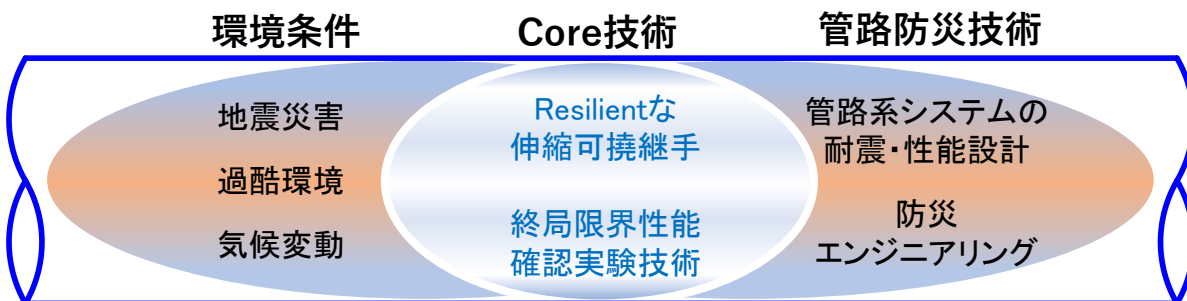 環境条件
Core技術
管路防災技術
地震災害
過酷環境
気候変動
Resilientな
伸縮可撓継手
終局限界性能
確認実験技術
管路系システムの
耐震・性能設計
防災
エンジニアリング